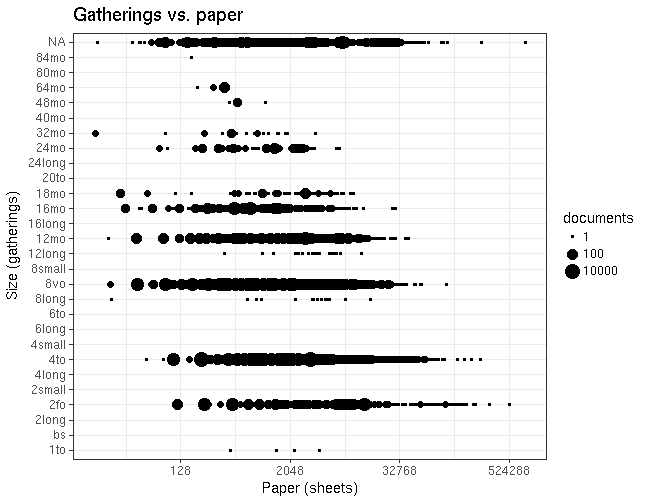 Gatherings vs. paper
NA
84mo
80mo
64mo
48mo
40mo
32mo
24mo
24long
20to
18mo
16mo
16long
12mo
12long
8small
8vo
8long
6to
6long
4small
4to
4long
2small
2fo
2long
bs
1to
128
2048
32768
524288
Paper (sheets)
Size (gatherings)
documents
1
100
10000